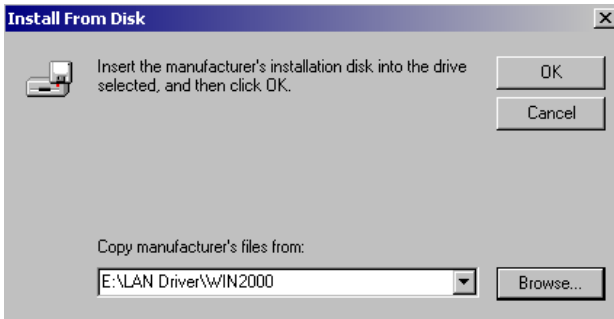 Install From Disk
Insert the manufacturer's installation disk into the drive
selected, and then click OK.
OK
Cancel
Copy manufacturer's files from:
E:\LAN Driver\WIN2000
Browse...